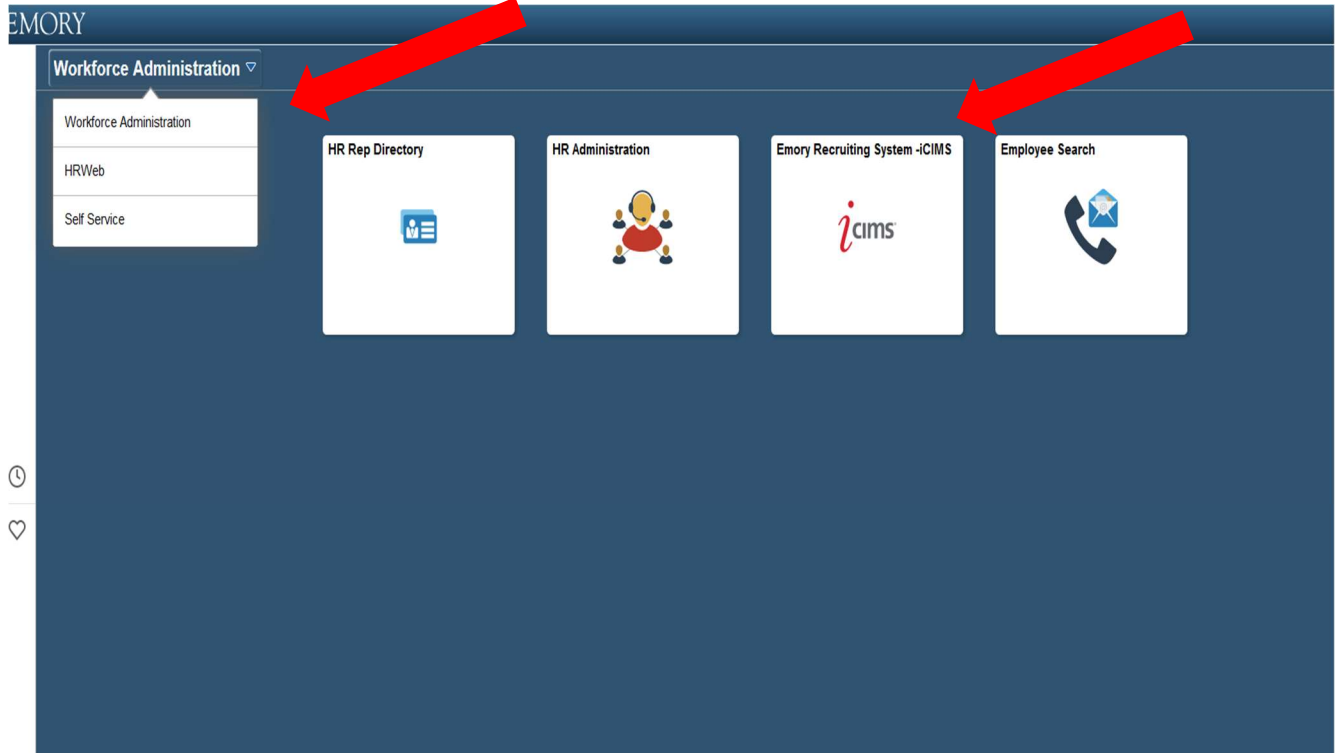 EMORY
Workforce Administration
Workforce Administration
HRWeb
Self Service
HR Rep Directory
HR Administration
Emory Recruiting System -iCIMS
icims
Employee Search